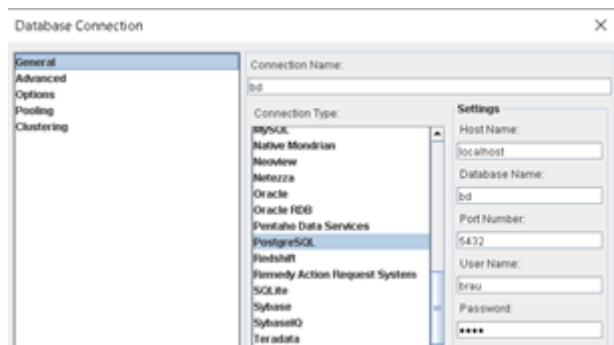 Database Connection
General
Advanced
Options
Pooling
Clustering
Connection Name:
bd
Connection Type:
MySQL
Native Mondrian
Neoview
Netezza
Oracle
Oracle RDB
Pentaho Data Services
PostgreSQL
Redshift
Remedy Action Request System
SQLite
Sybase
SybaseIQ
Teradata
Settings
Host Name:
localhost
Database Name:
bd
Port Number:
5432
User Name:
brau
Password:
****